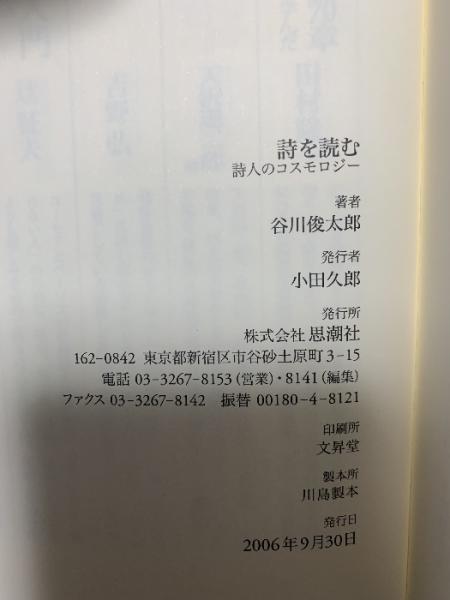 詩を読む
詩人のコスモロジー
著者
谷川俊太郎
発行者
小田久郎
発行所
株式会社 思潮社
162-0842 東京都新宿区市谷砂土原町3-15
電話 03-3267-8153(営業)・8141(編集)
ファクス 03-3267-8142 振替 00180-4-8121
印刷所
文昇堂
製本所
川島製本
発行日
2006年9月30日